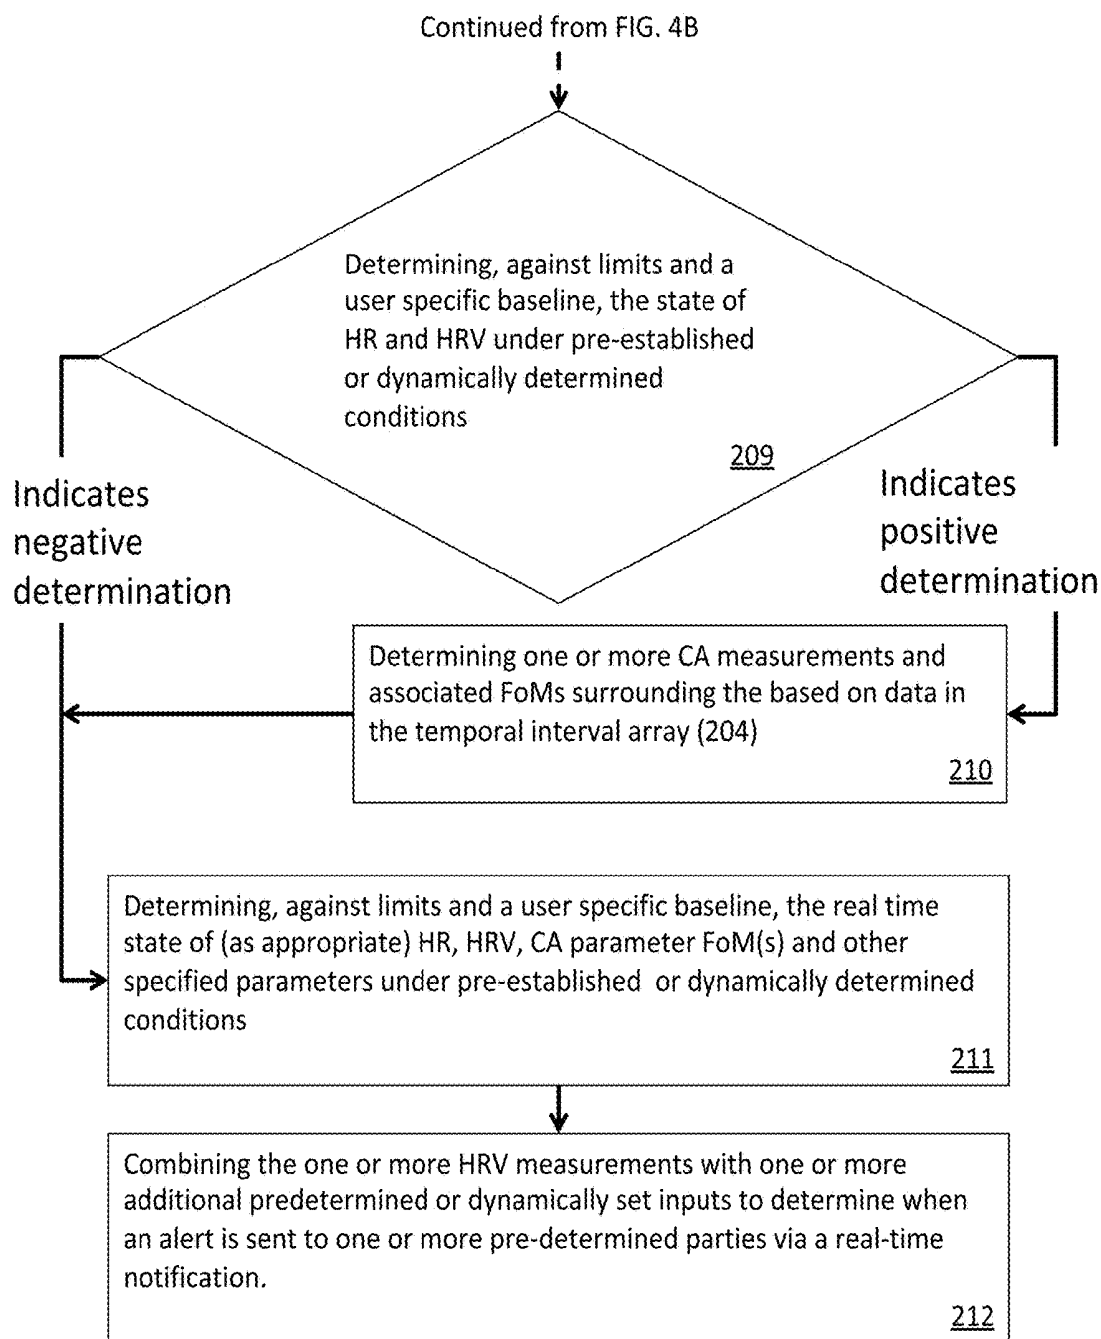 Continued from FIG. 4B
Determining, against limits and a
user specific baseline, the state of
HR and HRV under pre-established
or dynamically determined
conditions
209
Indicates
negative
determination
Indicates
positive
determination
Determining one or more CA measurements and
associated FoMs surrounding the based on data in
the temporal interval array (204)
210
Determining, against limits and a user specific baseline, the real time
state of (as appropriate) HR, HRV, CA parameter FoM(s) and other
specified parameters under pre-established or dynamically determined
conditions
211
Combining the one or more HRV measurements with one or more
additional predetermined or dynamically set inputs to determine when
an alert is sent to one or more pre-determined parties via a real-time
notification.
212